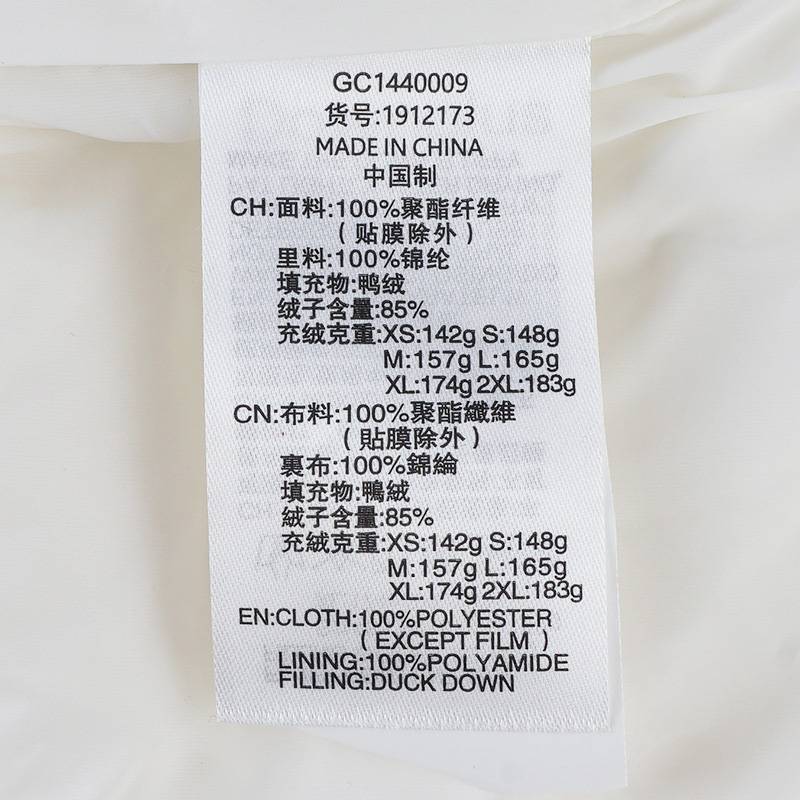 GC1440009
货号:1912173
MADE IN CHINA
中国制
CH:面料:100%聚酯纤维
(贴膜除外)
里料:100%锦纶
填充物:鸭绒
绒子含量:85%
充绒克重:XS:142g S:148g
M:157g L:165g
XL:174g 2XL:183g
CN:布料:100%聚酯纖維
(貼膜除外)
裏布:100%錦綸
填充物:鴨絨
絨子含量:85%
充絨克重:XS:142g S:148g
M:157g L:165g
XL:174g 2XL:183g
EN:CLOTH:100%POLYESTER
(EXCEPT FILM)
LINING:100%POLYAMIDE
FILLING:DUCK DOWN